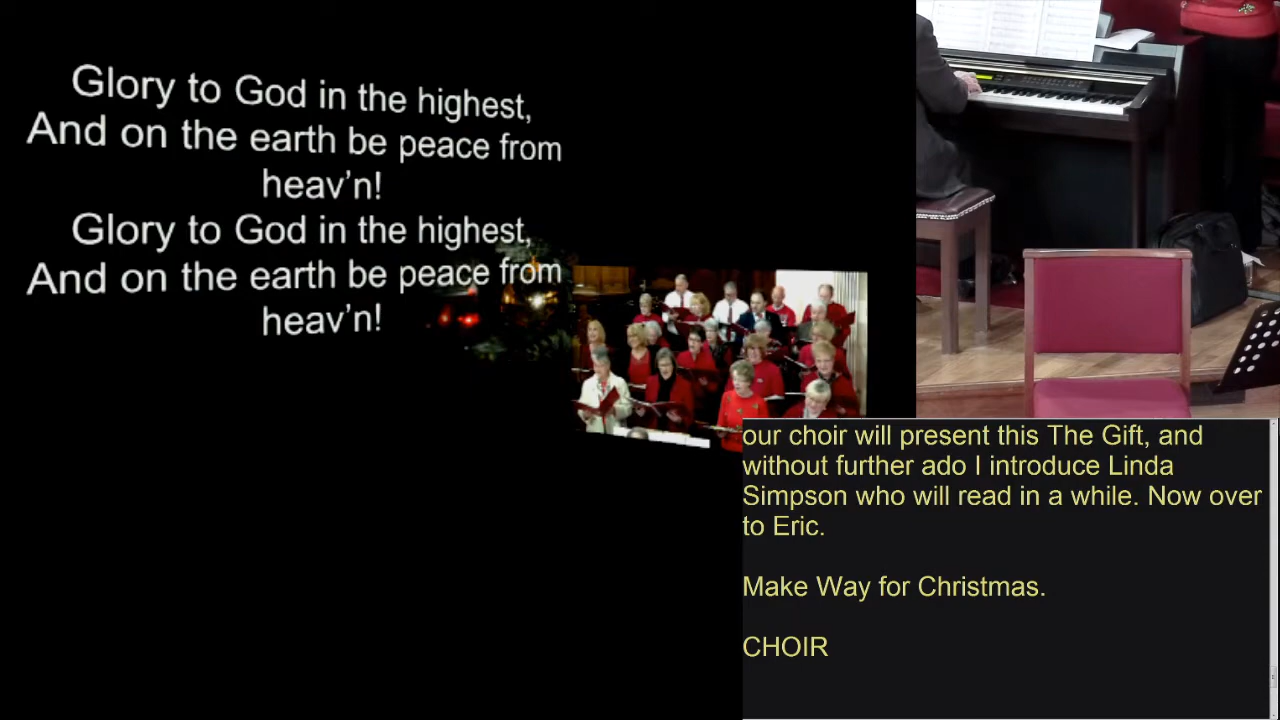 Glory to God in the highest,
And on the earth be peace from
heav’n!
Glory to God in the highest,
And on the earth be peace from
heav’n!
our choir will present this The Gift, and
without further ado I introduce Linda
Simpson who will read in a while. Now over
to Eric.
Make Way for Christmas.
CHOIR